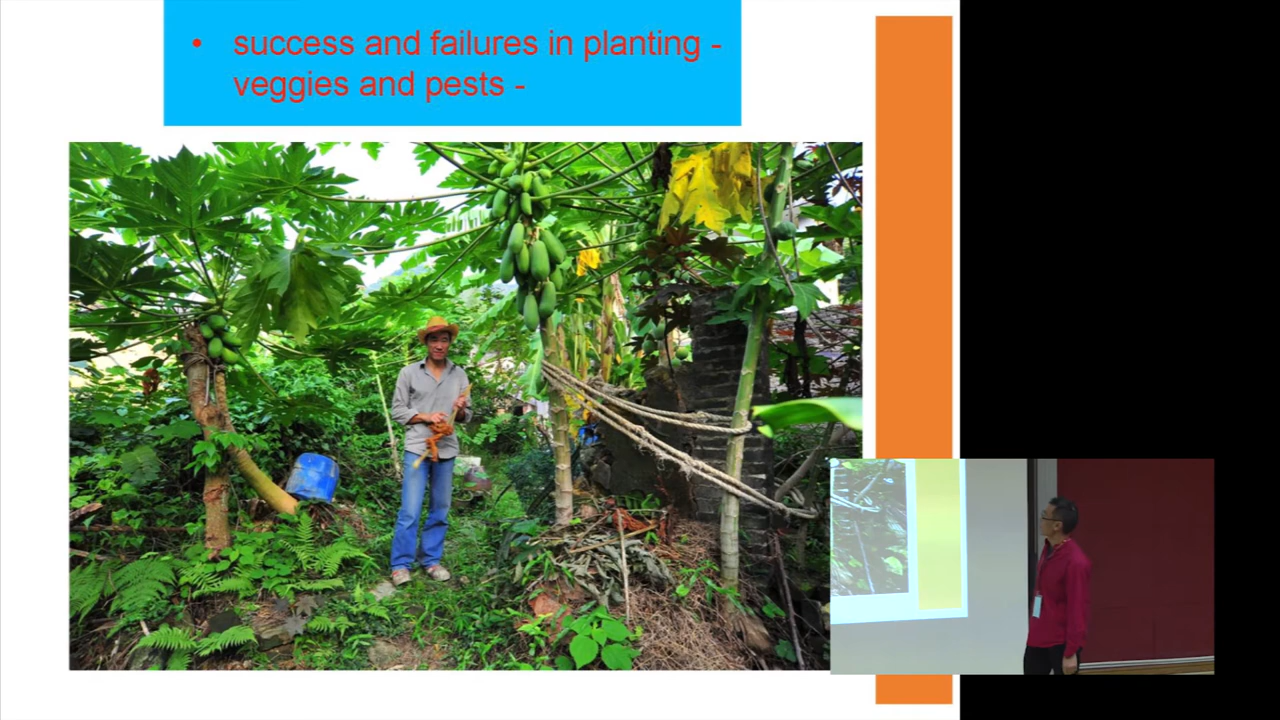 • success and failures in planting -
veggies and pests -